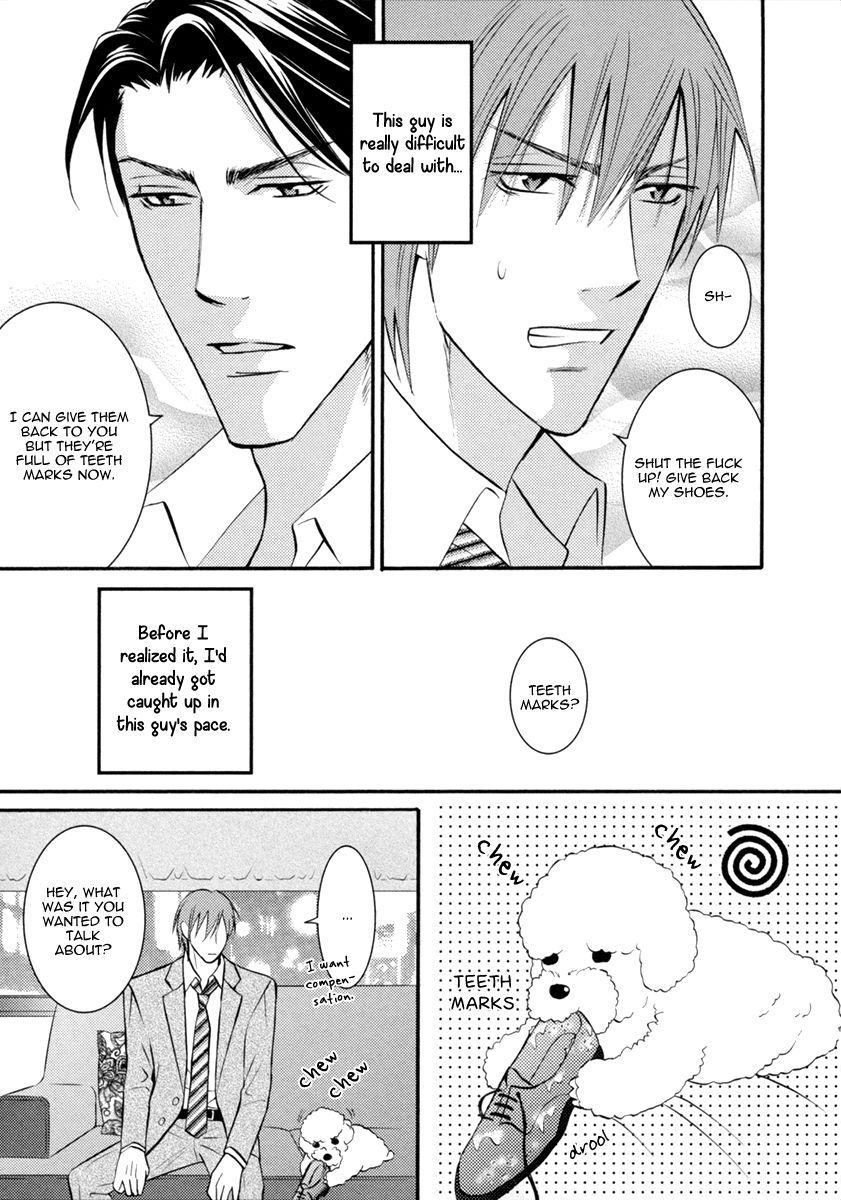 This guy is
really difficult
to deal with...
SH-
SHUT THE FUCK
UP! GIVE BACK
MY SHOES.
I CAN GIVE THEM
BACK TO YOU
BUT THEY'RE
FULL OF TEETH
MARKS NOW.
TEETH
MARKS?
Before I
realized it, I'd
already got
caught up in
this guy's pace.
chew
chew
TEETH
MARKS
drool
...
I want
compen-
sation.
HEY, WHAT
WAS IT YOU
WANTED TO
TALK
ABOUT?
chew
chew